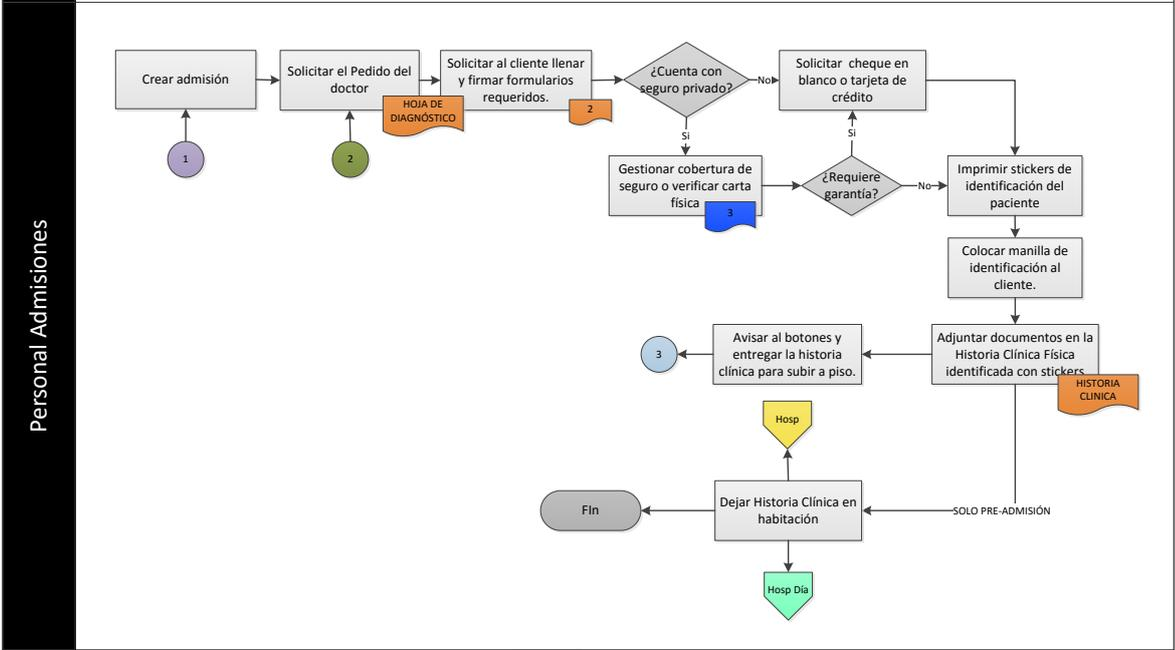 Personal Admisiones
Crear admisión
Solicitar el Pedido del
doctor
HOJA DE
DIAGNÓSTICO
Solicitar al cliente llenar
y firmar formularios
requeridos.
2
¿Cuenta con
seguro privado?
No
Solicitar cheque en
blanco o tarjeta de
crédito
1
2
Si
Si
Gestionar cobertura de
seguro o verificar carta
física
3
¿Requiere
garantía?
No
Imprimir stickers de
identificación del
paciente
Colocar manilla de
identificación al
cliente.
3
Avisar al botones y
entregar la historia
clínica para subir a piso.
Adjuntar documentos en la
Historia Clínica Física
identificada con stickers
HISTORIA
CLINICA
Hosp
FIn
Dejar Historia Clínica en
habitación
SOLO PRE-ADMISIÓN
Hosp Día